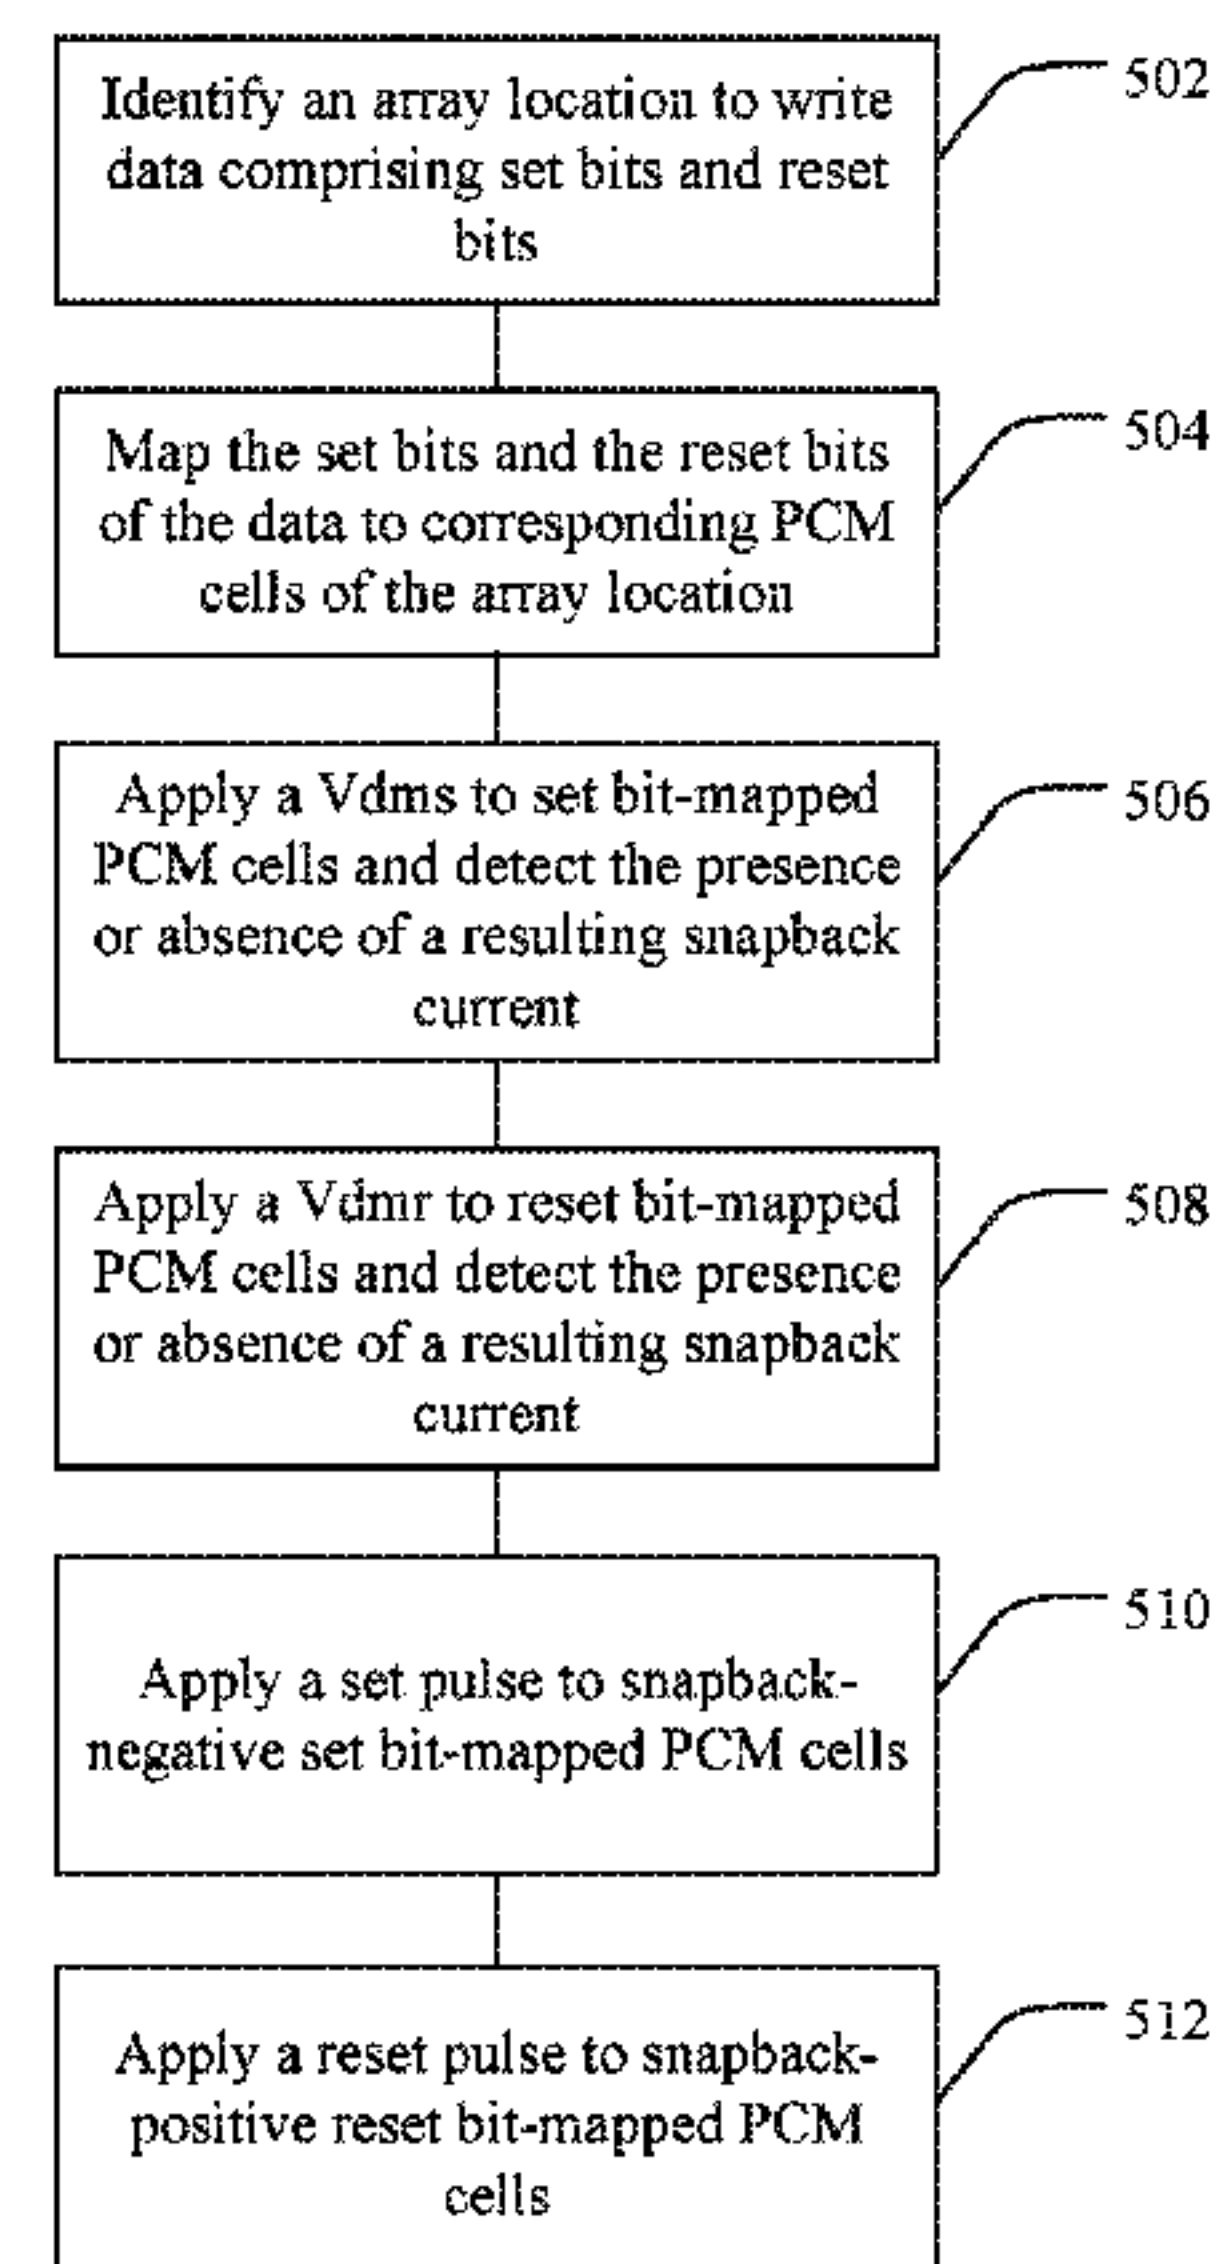 Identify an array location to write
data comprising set bits and reset
bits
502
Map the set bits and the reset bits
of the data to corresponding PCM
cells of the array location
504
Apply a Vdms to set bit-mapped
PCM cells and detect the presence
or absence of a resulting snapback
current
506
Apply a Vdmr to reset bit-mapped
PCM cells and detect the presence
or absence of a resulting snapback
current
508
Apply a set pulse to snapback-
negative set bit-mapped PCM cells
510
Apply a reset pulse to snapback-
positive reset bit-mapped PCM
cells
512